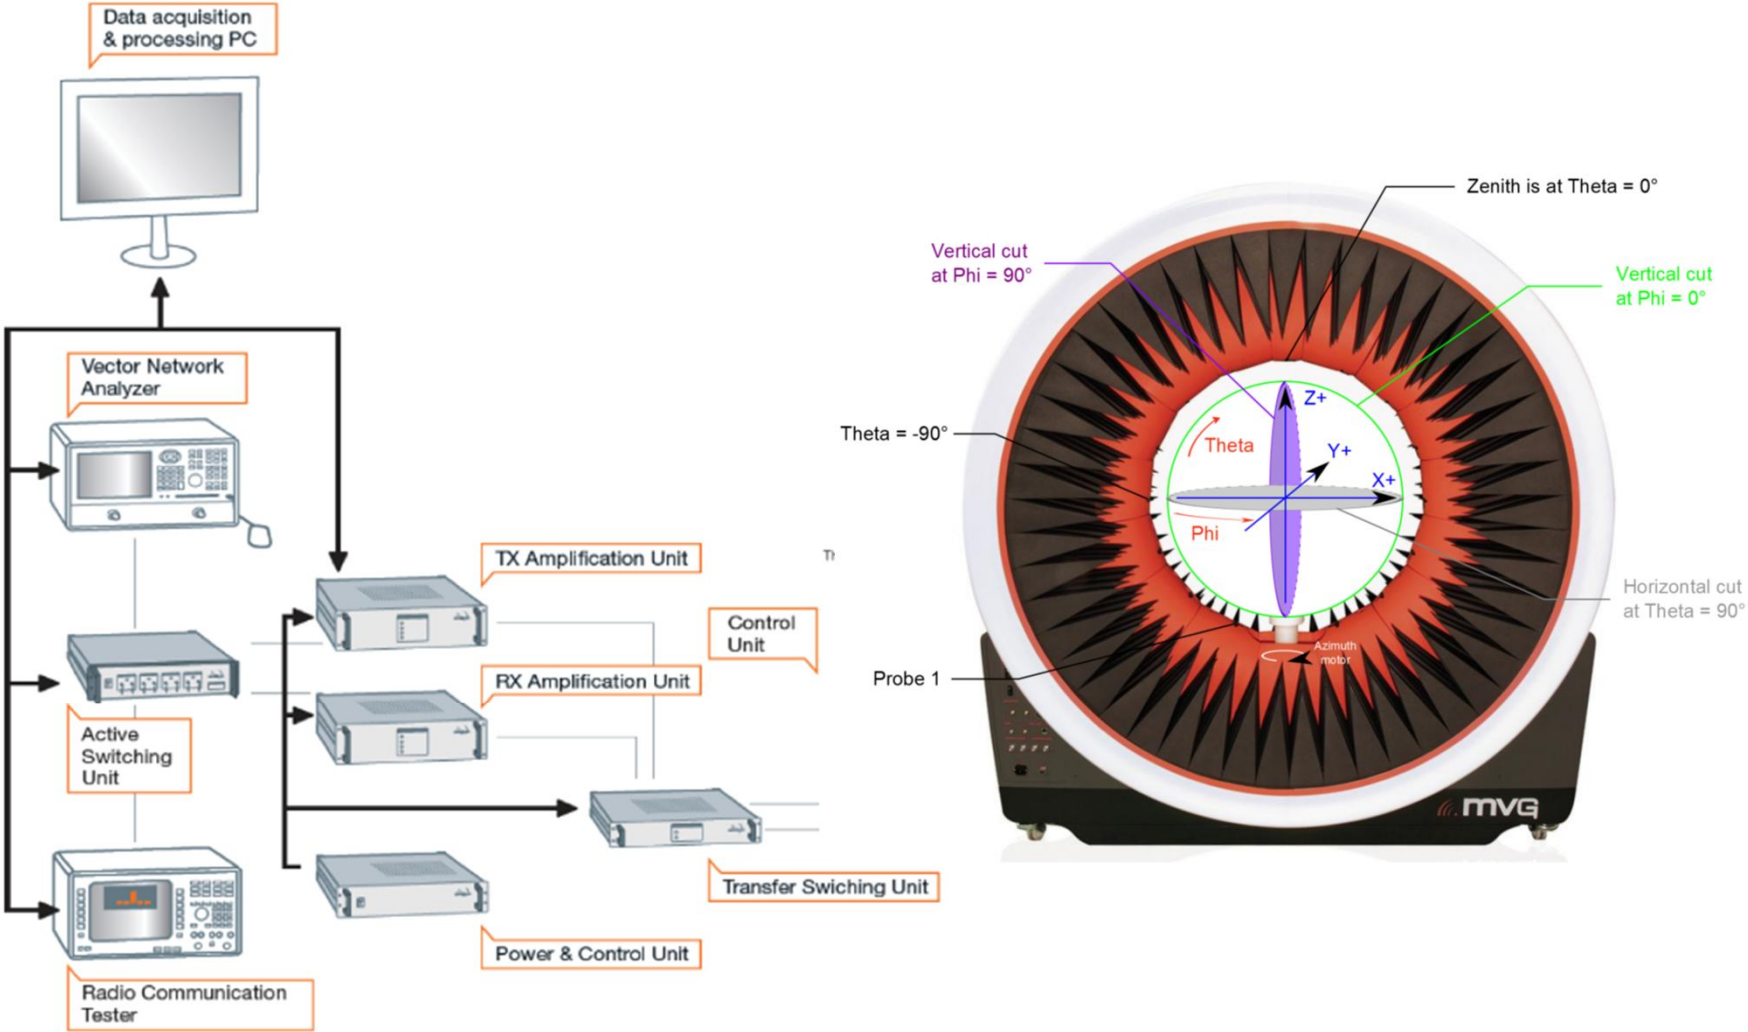 Data acquisition
& processing PC
Vector Network
Analyzer
TX Amplification Unit
RX Amplification Unit
Control
Unit
Active
Switching
Unit
Transfer Swiching Unit
Power & Control Unit
Radio Communication
Tester
Zenith is at Theta = 0°
Vertical cut
at Phi = 90°
Vertical cut
at Phi = 0°
Theta = -90°
Z+
Theta
Y+
X+
Phi
Horizontal cut
at Theta = 90°
Azimuth
motor
Probe 1
mvg